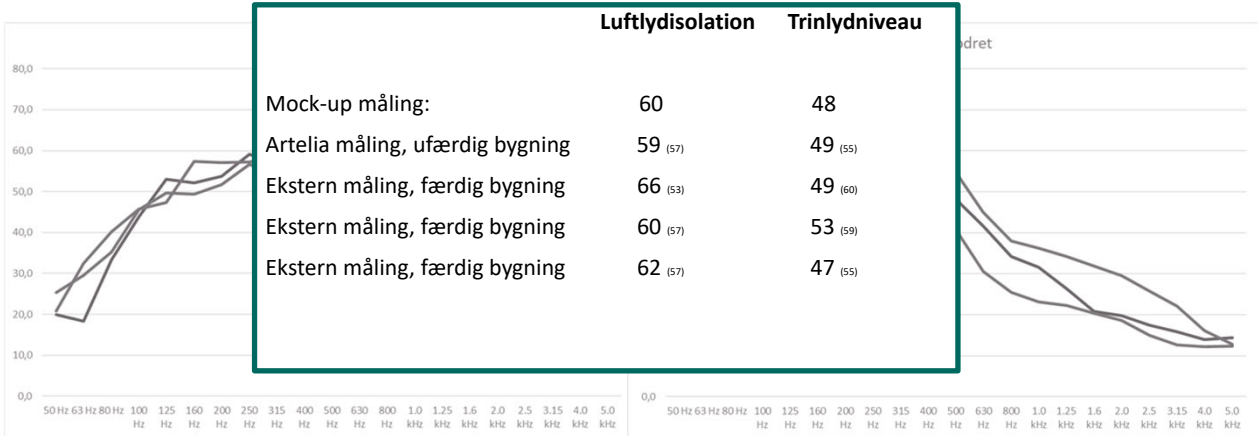 Luftlydisolation Trinlydniveau
odret
Mock-up måling: 60 48
Artelia måling, ufærdig bygning 59 (57) 49 (55)
Ekstern måling, færdig bygning 66 (53) 49 (60)
Ekstern måling, færdig bygning 60 (57) 53 (59)
Ekstern måling, færdig bygning 62 (57) 47 (55)
80,0
70,0
60,0
50,0
40,0
30,0
20,0
10,0
0,0
50 Hz 63 Hz 80 Hz 100 Hz 125 Hz 160 Hz 200 Hz 250 Hz 315 Hz 400 Hz 500 Hz 630 Hz 800 Hz 1.0 kHz 1.25 kHz 1.6 kHz 2.0 kHz 2.5 kHz 3.15 kHz 4.0 kHz 5.0 kHz
0,0
50 Hz 63 Hz 80 Hz 100 Hz 125 Hz 160 Hz 200 Hz 250 Hz 315 Hz 400 Hz 500 Hz 630 Hz 800 Hz 1.0 kHz 1.25 kHz 1.6 kHz 2.0 kHz 2.5 kHz 3.15 kHz 4.0 kHz 5.0 kHz